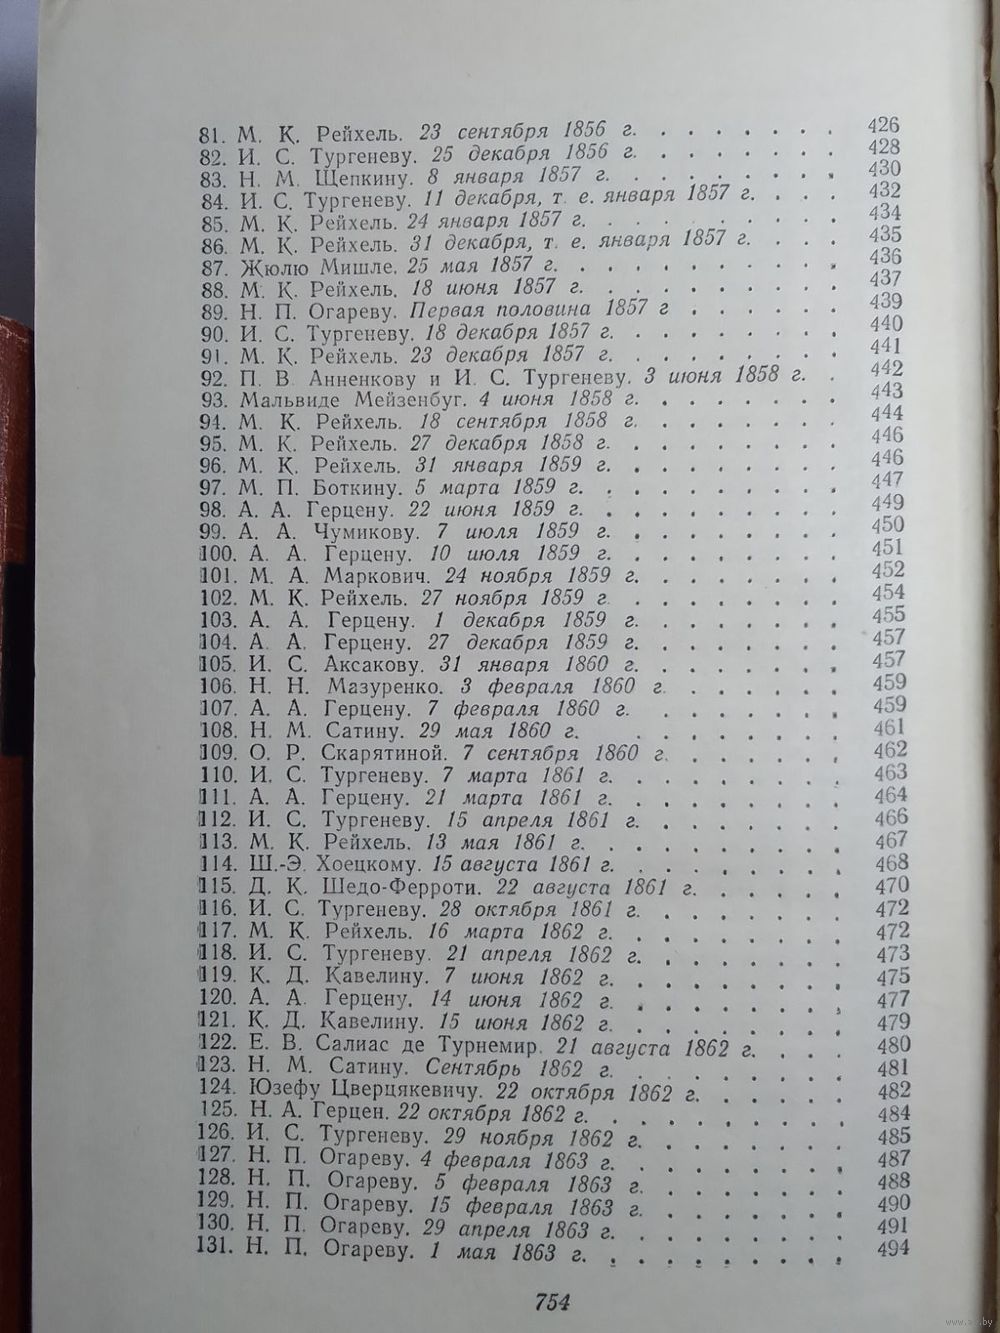 81. М. К. Рейхель. 23 сентября 1856 г. . . . . . . . 426
82. И. С. Тургеневу. 25 декабря 1856 г. . . . . . . . 428
83. Н. М. Щепкину. 8 января 1857 г. . . . . . . . . 430
84. И. С. Тургеневу. 11 декабря, т. е. января 1857 г. . . . 432
85. М. К. Рейхель. 24 января 1857 г. . . . . . . . . 434
86. М. К. Рейхель. 31 декабря, т. е. января 1857 г. . . . 435
87. Жюлю Мишле. 25 мая 1857 г. . . . . . . . . . . 436
88. М. К. Рейхель. 18 июня 1857 г. . . . . . . . . . 437
89. Н. П. Огареву. Первая половина 1857 г . . . . . . 439
90. И. С. Тургеневу. 18 декабря 1857 г. . . . . . . . . 440
91. М. К. Рейхель. 23 декабря 1857 г. . . . . . . . . 441
92. П. В. Анненкову и И. С. Тургеневу. 3 июня 1858 г. . 442
93. Мальвиде Мейзенбуг. 4 июня 1858 г. . . . . . . . 443
94. М. К. Рейхель. 18 сентября 1858 г. . . . . . . . 444
95. М. К. Рейхель. 27 декабря 1858 г. . . . . . . . . 446
96. М. К. Рейхель. 31 января 1859 г. . . . . . . . . 446
97. М. П. Боткину. 5 марта 1859 г. . . . . . . . . . 447
98. А. А. Герцену. 22 июня 1859 г. . . . . . . . . . 449
99. А. А. Чумикову. 7 июля 1859 г. . . . . . . . . 450
100. А. А. Герцену. 10 июля 1859 г. . . . . . . . . 451
101. М. А. Маркович. 24 ноября 1859 г. . . . . . . . 452
102. М. К. Рейхель. 27 ноября 1859 г. . . . . . . . . 454
103. А. А. Герцену. 1 декабря 1859 г. . . . . . . . 455
104. А. А. Герцену. 27 декабря 1859 г. . . . . . . . 457
105. И. С. Аксакову. 31 января 1860 г. . . . . . . . 457
106. Н. Н. Мазуренко. 3 февраля 1860 г. . . . . . . 459
107. А. А. Герцену. 7 февраля 1860 г. . . . . . . . 459
108. Н. М. Сатину. 29 мая 1860 г. . . . . . . . . 461
109. О. Р. Скарятиной. 7 сентября 1860 г. . . . . . . 462
110. И. С. Тургеневу. 7 марта 1861 г. . . . . . . . . 463
111. А. А. Герцену. 21 марта 1861 г. . . . . . . . . 464
112. И. С. Тургеневу. 15 апреля 1861 г. . . . . . . . 466
113. М. К. Рейхель. 13 мая 1861 г. . . . . . . . . . 467
114. Ш.-Э. Хоецкому. 15 августа 1861 г. . . . . . . . . 468
115. Д. К. Шедо-Ферроти. 22 августа 1861 г. . . . . . 470
116. И. С. Тургеневу. 28 октября 1861 г. . . . . . . . 472
117. М. К. Рейхель. 16 марта 1862 г. . . . . . . . . 472
118. И. С. Тургеневу. 21 апреля 1862 г. . . . . . . . 473
119. К. Д. Кавелину. 7 июня 1862 г. . . . . . . . . 475
120. А. А. Герцену. 14 июня 1862 г. . . . . . . . . 477
121. К. Д. Кавелину. 15 июня 1862 г. . . . . . . . . 479
122. Е. В. Салиас де Турнемир. 21 августа 1862 г. . . . 480
123. Н. М. Сатину. Сентябрь 1862 г. . . . . . . . . 481
124. Юзефу Цверцякевичу. 22 октября 1862 г. . . . . . 482
125. Н. А. Герцен. 22 октября 1862 г. . . . . . . . . . 484
126. И. С. Тургеневу. 29 ноября 1862 г. . . . . . . . 485
127. Н. П. Огареву. 4 февраля 1863 г. . . . . . . . . 487
128. Н. П. Огареву. 5 февраля 1863 г. . . . . . . . 488
129. Н. П. Огареву. 15 февраля 1863 г. . . . . . . . 490
130. Н. П. Огареву. 29 апреля 1863 г. . . . . . . . . 491
131. Н. П. Огареву. 1 мая 1863 г. . . . . . . . . . 494
754